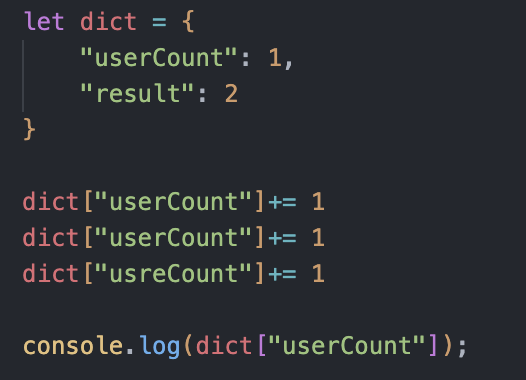 let dict = {
    "userCount": 1,
    "result": 2
}
dict["userCount"]+= 1
dict["userCount"]+= 1
dict["usreCount"]+= 1
console.log(dict["userCount"]);